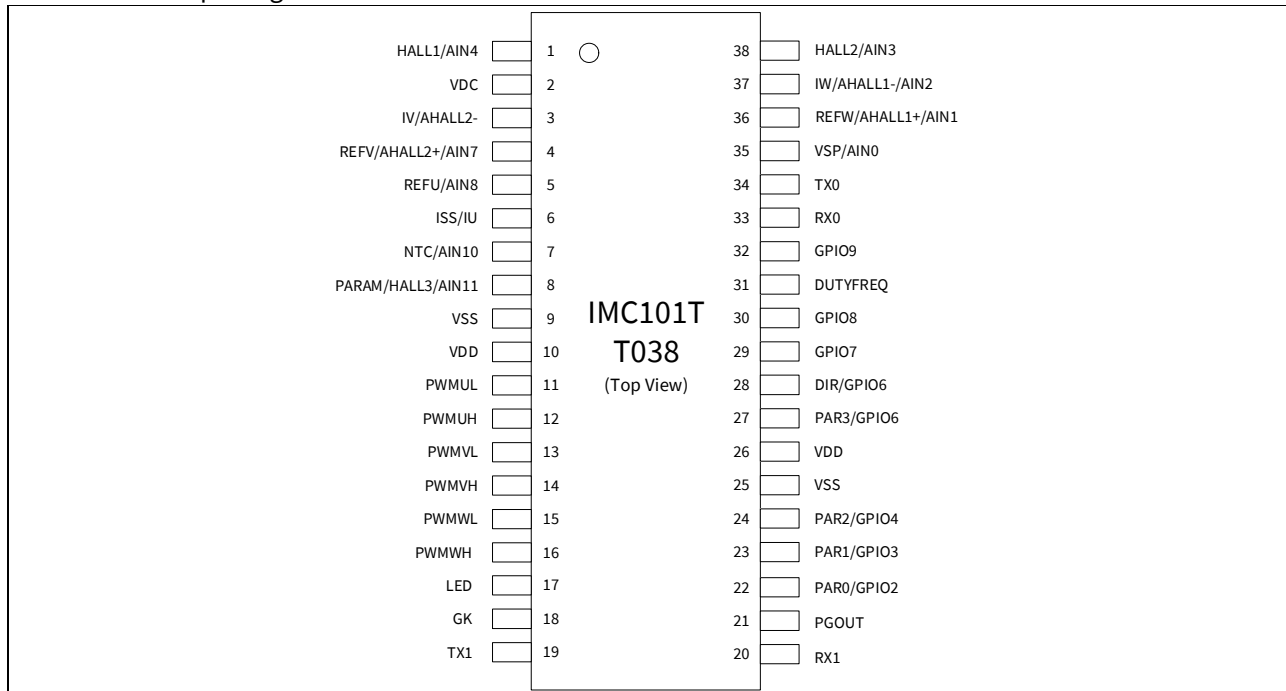 HALL1/AIN4 1 38 HALL2/AIN3
VDC 2 37 IW/AHALL1-/AIN2
IV/AHALL2- 3 36 REFW/AHALL1+/AIN1
REFV/AHALL2+/AIN7 4 35 VSP/AIN0
REFU/AIN8 5 34 TX0
ISS/IU 6 33 RX0
NTC/AIN10 7 32 GPIO9
PARAM/HALL3/AIN11 8 31 DUTYFREQ
VSS 9 IMC101T 30 GPIO8
VDD 10 T038 29 GPIO7
PWMUL 11 (Top View) 28 DIR/GPIO6
PWMUH 12 27 PAR3/GPIO6
PWMVL 13 26 VDD
PWMVH 14 25 VSS
PWMWL 15 24 PAR2/GPIO4
PWMWH 16 23 PAR1/GPIO3
LED 17 22 PAR0/GPIO2
GK 18 21 PGOUT
TX1 19 20 RX1